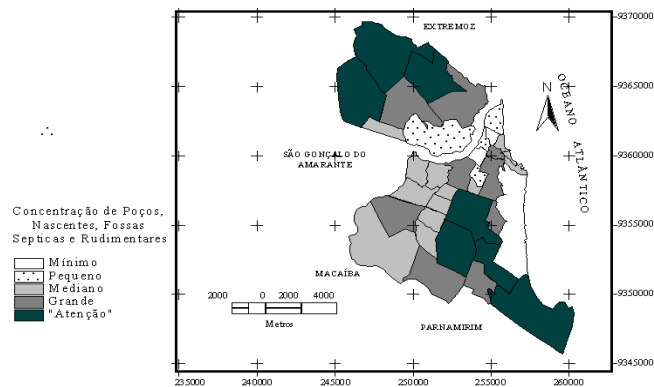 EXTREMOZ
N
OCEANO
ATLÂNTICO
SÃO GONÇALO DO
AMARANTE
MACAÍBA
PARNAMIRIM
Concentração de Poços,
Nascentes, Fossas
Septicas e Rudimentares
Mínimo
Pequeno
Mediano
Grande
"Atenção"
2000 0 2000 4000
Metros
9370000
9365000
9360000
9355000
9350000
9345000
235000 240000 245000 250000 255000 260000